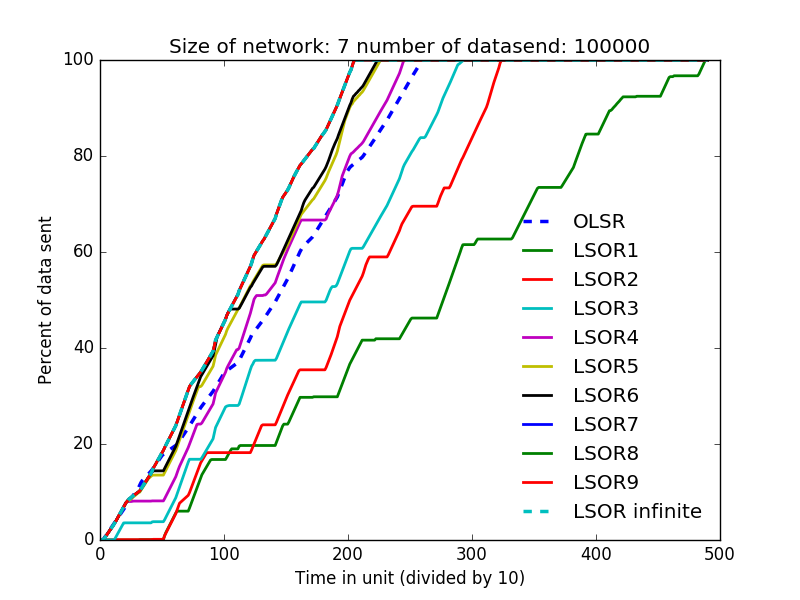 Size of network: 7 number of datasend: 100000
Percent of data sent
100
80
60
40
20
0
0 100 200 300 400 500
Time in unit (divided by 10)
OLSR
LSOR1
LSOR2
LSOR3
LSOR4
LSOR5
LSOR6
LSOR7
LSOR8
LSOR9
LSOR infinite